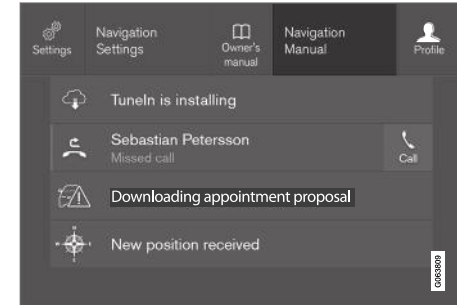 Settings
Navigation
Settings
Owner's
manual
Navigation
Manual
Profile
TuneIn is installing
Sebastian Petersson
Missed call
Call
Downloading appointment proposal
New position received
G063809